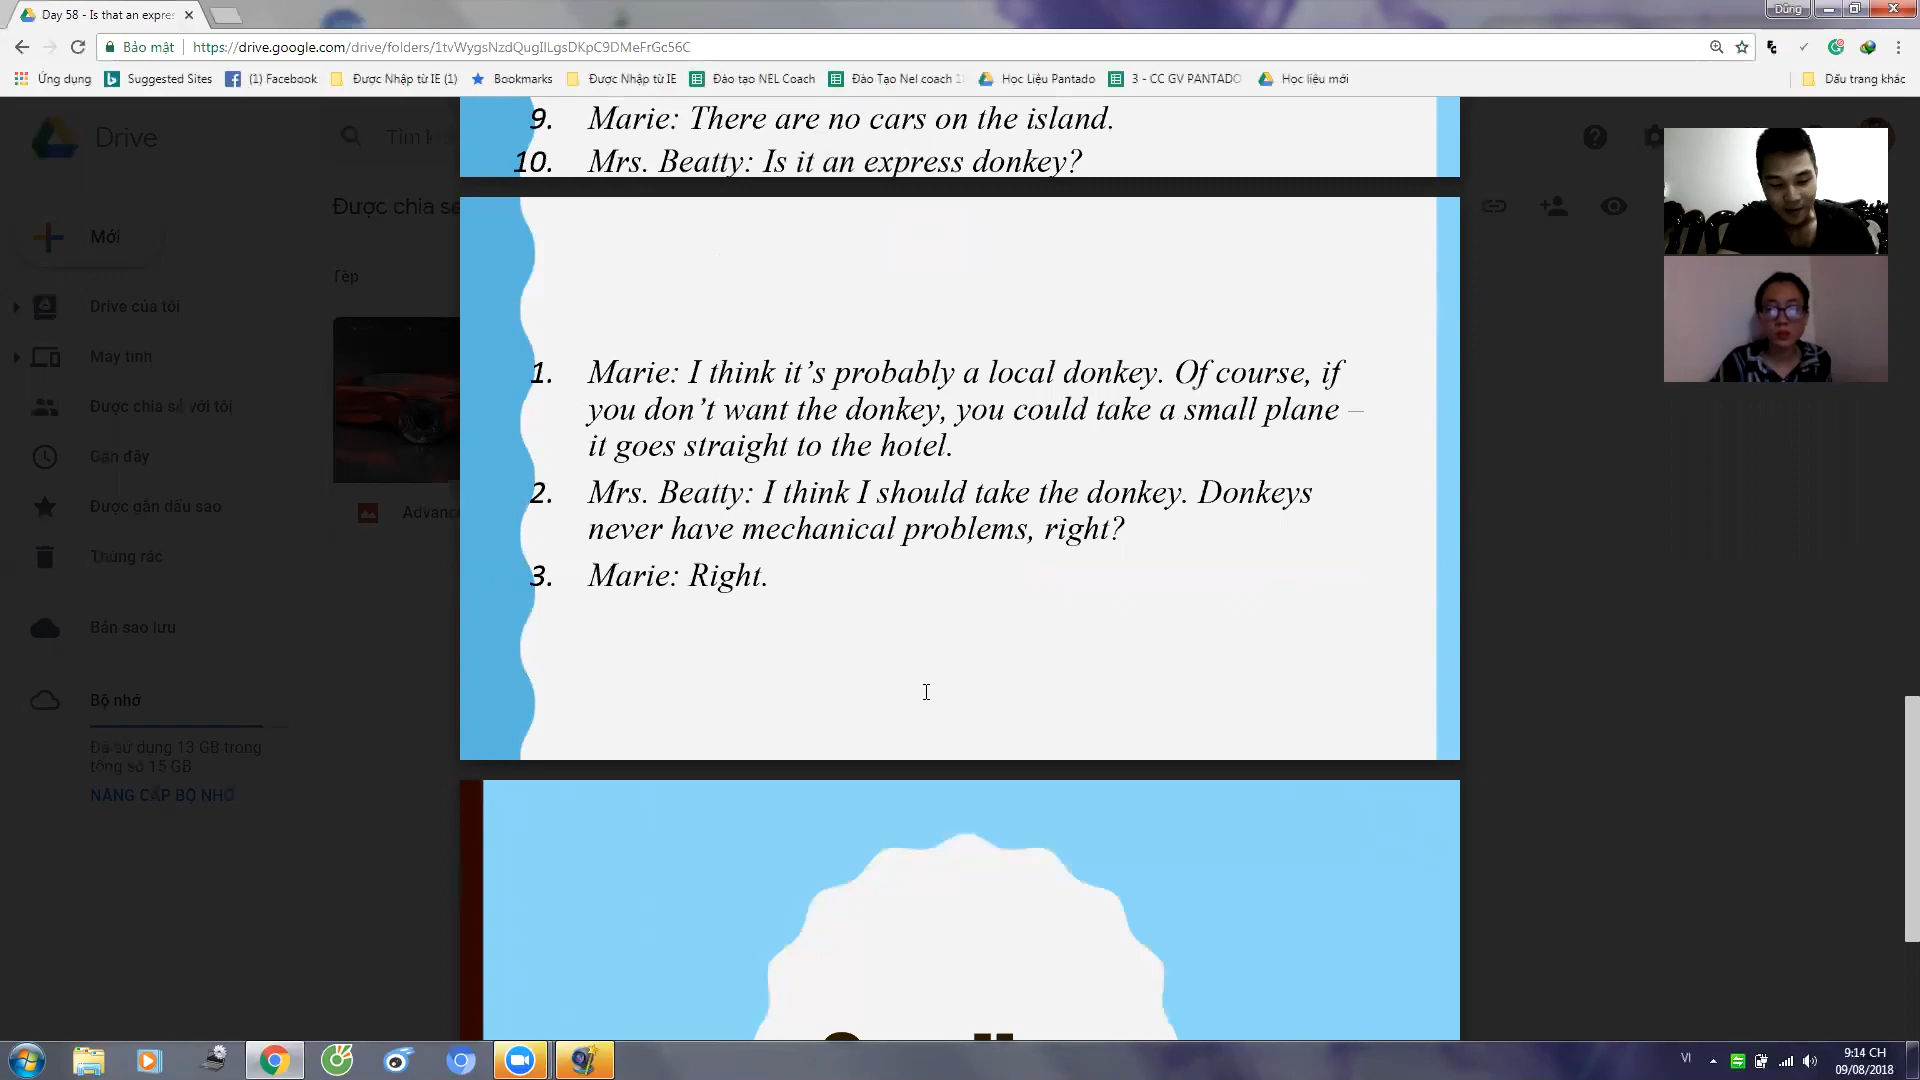 Day 58 - Is that an expres
Dũng
Bảo mật
https://drive.google.com/drive/folders/1tvWygsNzdQugIlLgsDKpC9DMeFrGc56C
Ứng dụng
Suggested Sites
(1) Facebook
Được Nhập từ IE (1)
Bookmarks
Được Nhập từ IE
Đào tạo NEL Coach
Đào Tạo Nel coach 1
Học Liệu Pantado
3 - CC GV PANTADO
Học liệu mới
Dấu trang khác
Drive
9. Marie: There are no cars on the island.
10. Mrs. Beatty: Is it an express donkey?
Mới
Được chia sẻ
Tệp
Drive của tôi
Máy tính
Được chia sẻ với tôi
Gần đây
Được gắn dấu sao
Thùng rác
Bản sao lưu
Bộ nhớ
Đã sử dụng 13 GB trong
tổng số 15 GB
NÂNG CẤP BỘ NHỚ
Advanc
1. Marie: I think it’s probably a local donkey. Of course, if
you don’t want the donkey, you could take a small plane –
it goes straight to the hotel.
2. Mrs. Beatty: I think I should take the donkey. Donkeys
never have mechanical problems, right?
3. Marie: Right.
VI
9:14 CH
09/08/2018